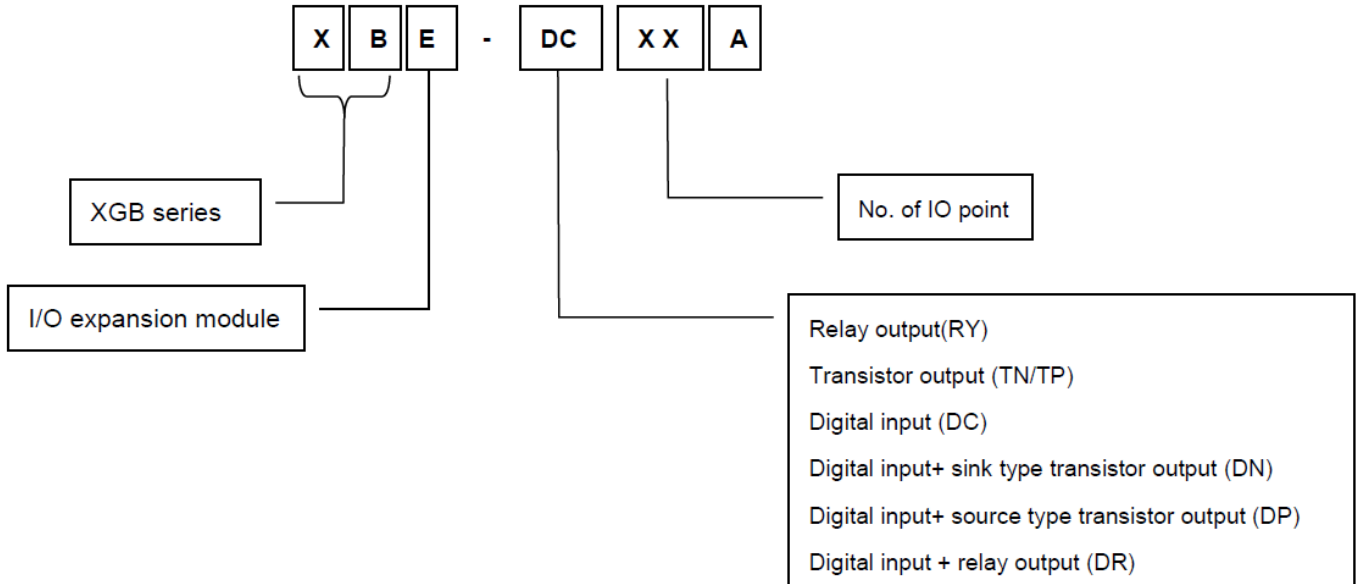 X B E - DC X X A
XGB series
No. of IO point
I/O expansion module
Relay output(RY)
Transistor output (TN/TP)
Digital input (DC)
Digital input+ sink type transistor output (DN)
Digital input+ source type transistor output (DP)
Digital input + relay output (DR)